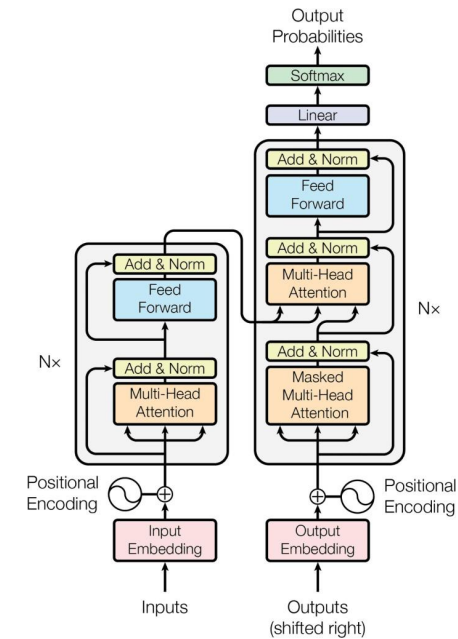 Output
Probabilities
Softmax
Linear
Add & Norm
Feed
Forward
Add & Norm
Multi-Head
Attention
Nx
Add & Norm
Masked
Multi-Head
Attention
Positional
Encoding
Output
Embedding
Outputs
(shifted right)
Add & Norm
Feed
Forward
Nx
Add & Norm
Multi-Head
Attention
Positional
Encoding
Input
Embedding
Inputs